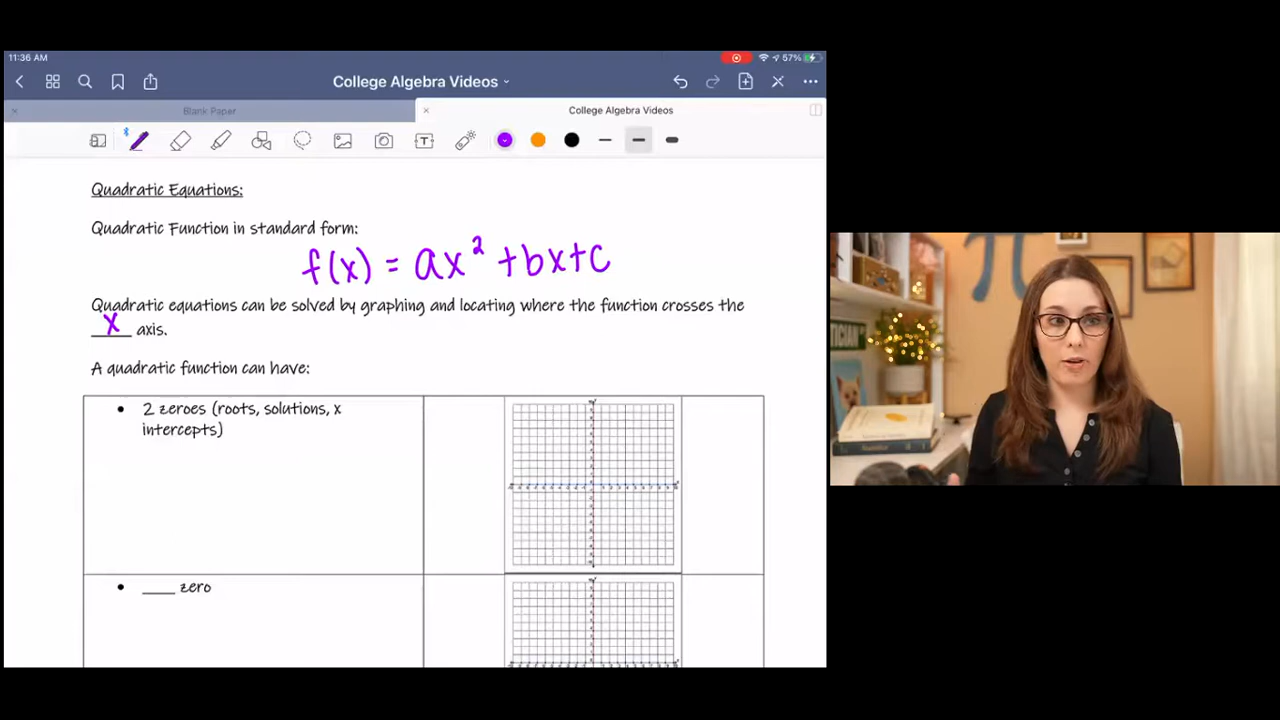 11:36 AM
57%
College Algebra Videos
Blank Paper
College Algebra Videos
Quadratic Equations:
Quadratic Function in standard form:
f(x) = ax² + bx + c
Quadratic equations can be solved by graphing and locating where the function crosses the
x axis.
A quadratic function can have:
• 2 zeroes (roots, solutions, x
intercepts)
• ____ zero
TICIAN